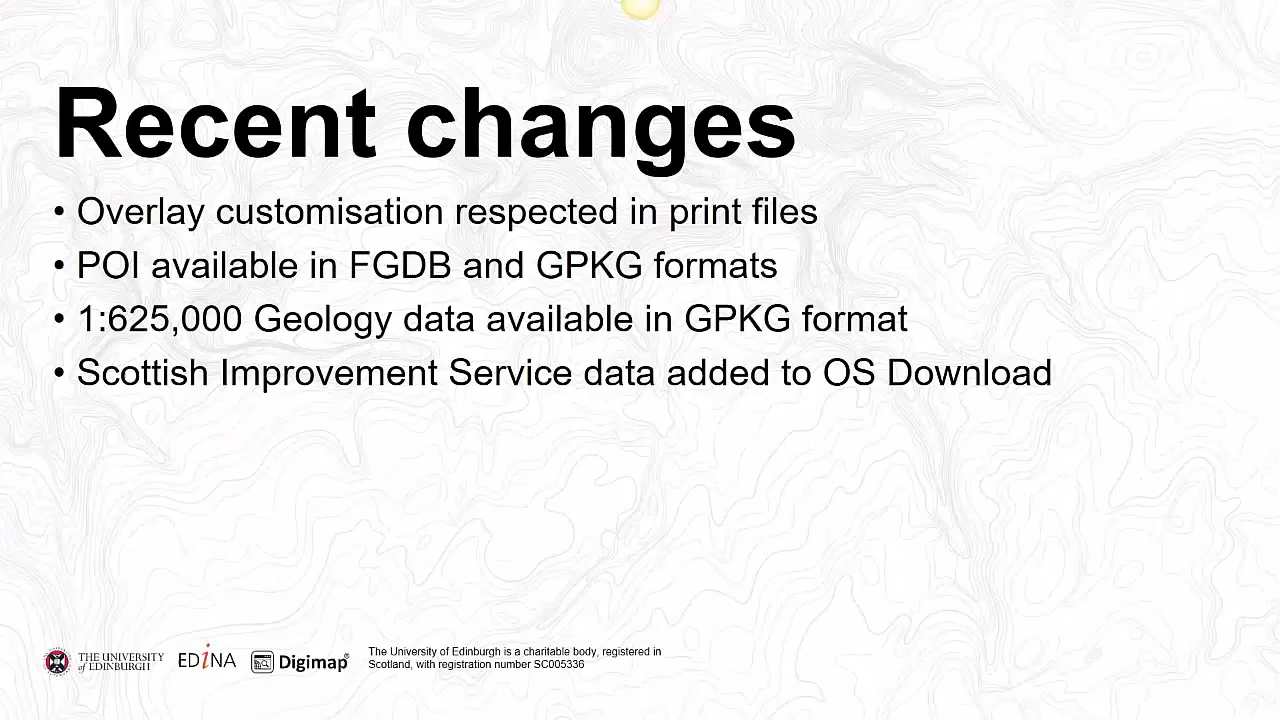 Recent changes
• Overlay customisation respected in print files
• POI available in FGDB and GPKG formats
• 1:625,000 Geology data available in GPKG format
• Scottish Improvement Service data added to OS Download
THE UNIVERSITY
of EDINBURGH
EDINA
Digimap®
The University of Edinburgh is a charitable body, registered in
Scotland, with registration number SC005336